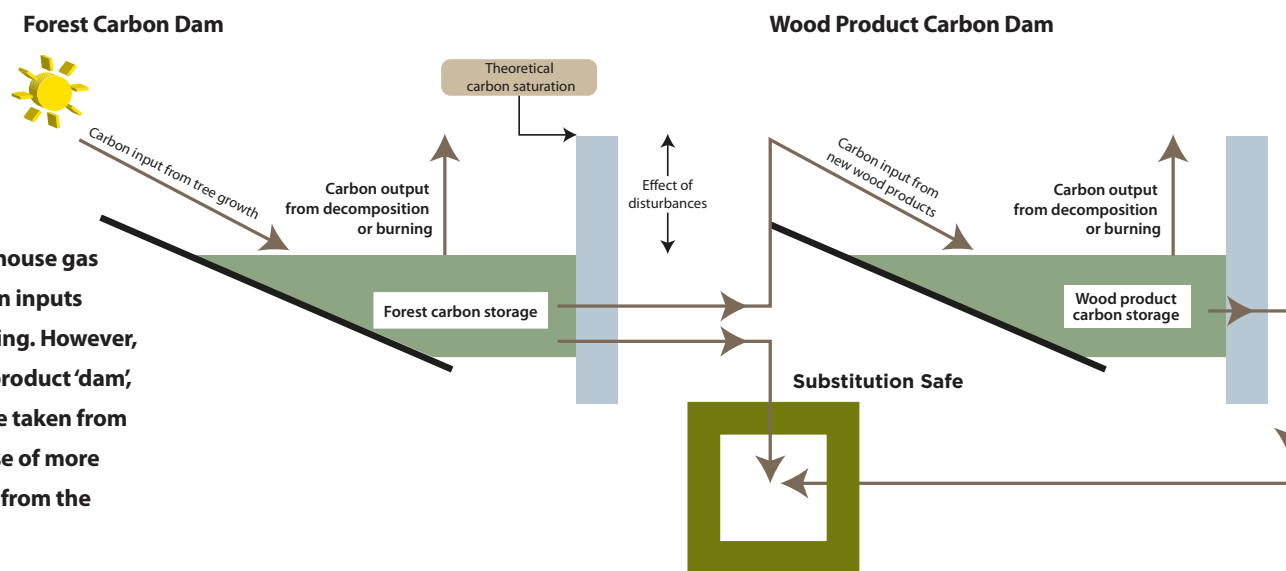 Forest Carbon Dam
Wood Product Carbon Dam
Theoretical
carbon saturation
Carbon input from tree growth
Carbon output
from decomposition
or burning
Effect of
disturbances
Carbon input from
new wood products
Carbon output
from decomposition
or burning
Forest carbon storage
Wood product
carbon storage
Substitution Safe
house gas
n inputs
ing. However,
product ‘dam’,
e taken from
se of more
from the